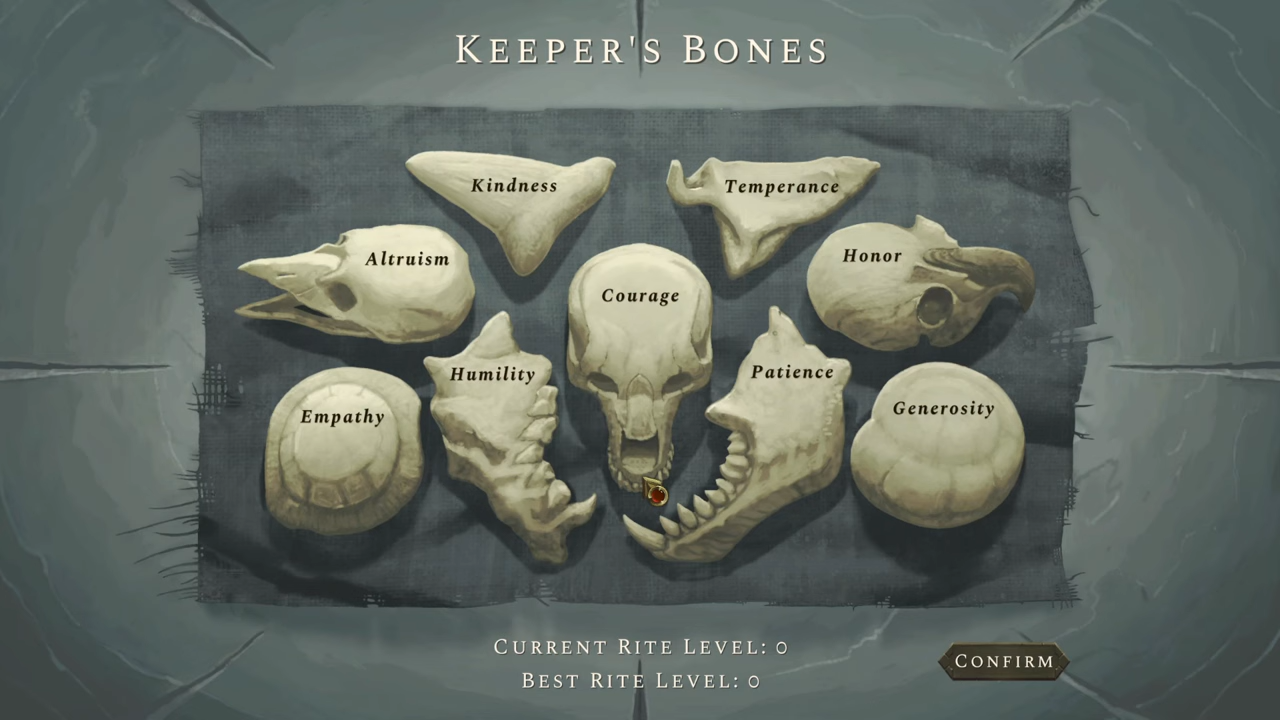 KEEPER'S BONES
Kindness
Temperance
Altruism
Honor
Courage
Humility
Patience
Empathy
Generosity
CURRENT RITE LEVEL: 0
BEST RITE LEVEL: 0
CONFIRM